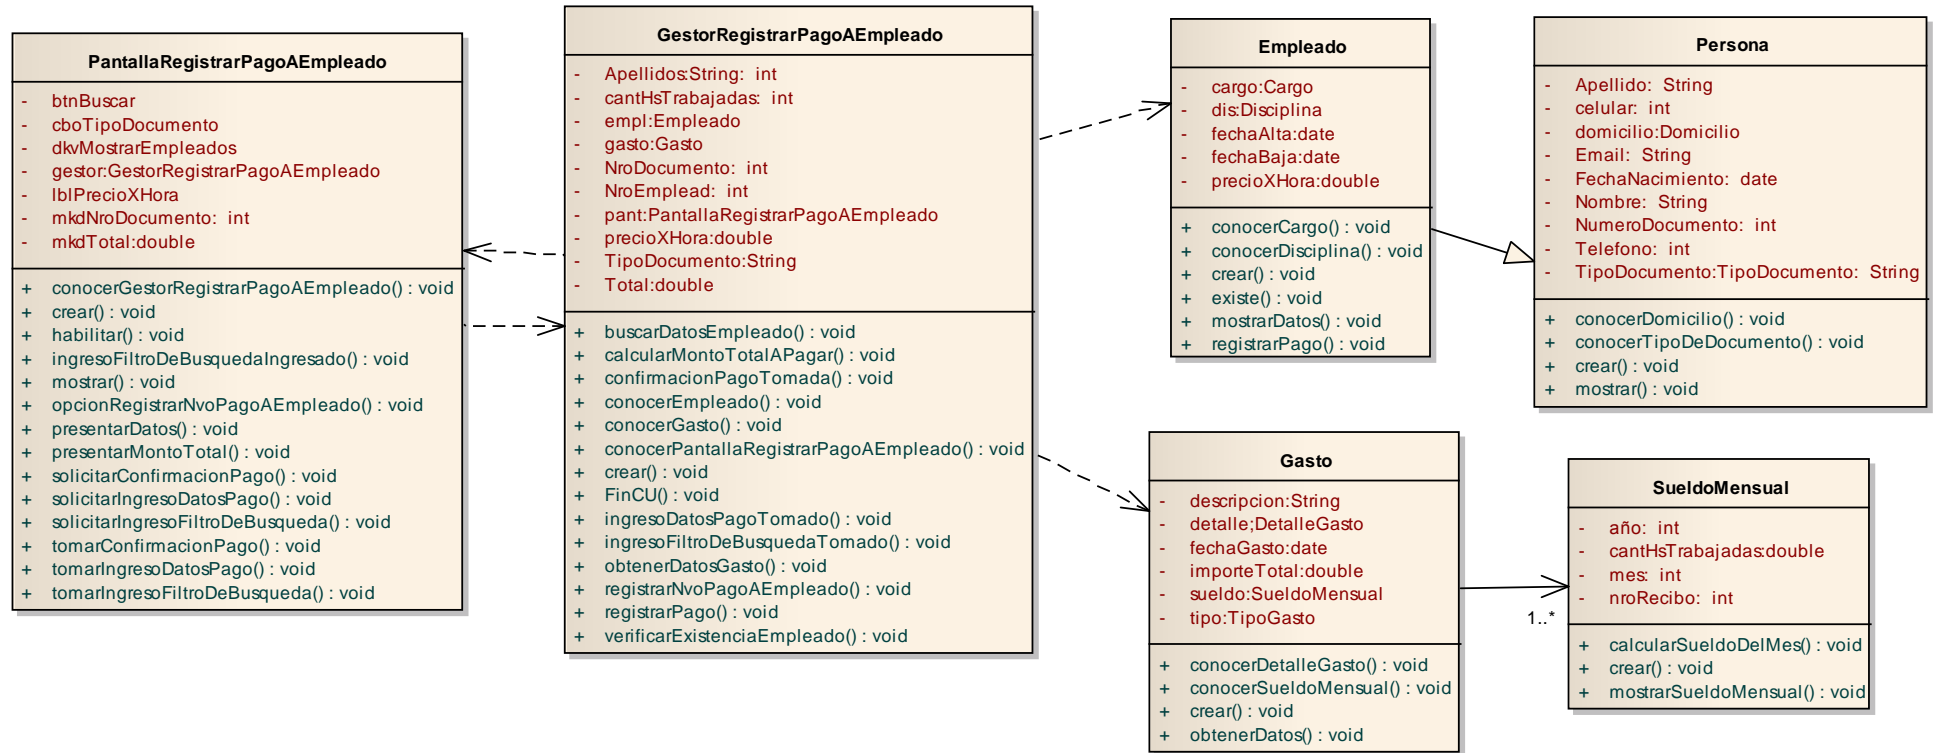 PantallaRegistrarPagoAEmpleado
- btnBuscar
- cboTipoDocumento
- dkvMostrarEmpleados
- gestor:GestorRegistrarPagoAEmpleado
- lblPrecioXHora
- mkdNroDocumento: int
- mkdTotal:double
+ conocerGestorRegistrarPagoAEmpleado() : void
+ crear() : void
+ habilitar() : void
+ ingresoFiltroDeBusquedaIngresado() : void
+ mostrar() : void
+ opcionRegistrarNvoPagoAEmpleado() : void
+ presentarDatos() : void
+ presentarMontoTotal() : void
+ solicitarConfirmacionPago() : void
+ solicitarIngresoDatosPago() : void
+ solicitarIngresoFiltroDeBusqueda() : void
+ tomarConfirmacionPago() : void
+ tomarIngresoDatosPago() : void
+ tomarIngresoFiltroDeBusqueda() : void
GestorRegistrarPagoAEmpleado
- Apellidos:String: int
- cantHsTrabajadas: int
- empl:Empleado
- gasto:Gasto
- NroDocumento: int
- NroEmplead: int
- pant:PantallaRegistrarPagoAEmpleado
- precioXHora:double
- TipoDocumento:String
- Total:double
+ buscarDatosEmpleado() : void
+ calcularMontoTotalAPagar() : void
+ confirmacionPagoTomada() : void
+ conocerEmpleado() : void
+ conocerGasto() : void
+ conocerPantallaRegistrarPagoAEmpleado() : void
+ crear() : void
+ FinCU() : void
+ ingresoDatosPagoTomado() : void
+ ingresoFiltroDeBusquedaTomado() : void
+ obtenerDatosGasto() : void
+ registrarNvoPagoAEmpleado() : void
+ registrarPago() : void
+ verificarExistenciaEmpleado() : void
Empleado
- cargo:Cargo
- dis:Disciplina
- fechaAlta:date
- fechaBaja:date
- precioXHora:double
+ conocerCargo() : void
+ conocerDisciplina() : void
+ crear() : void
+ existe() : void
+ mostrarDatos() : void
+ registrarPago() : void
Persona
- Apellido: String
- celular: int
- domicilio:Domicilio
- Email: String
- FechaNacimiento: date
- Nombre: String
- NumeroDocumento: int
- Telefono: int
- TipoDocumento:TipoDocumento: String
+ conocerDomicilio() : void
+ conocerTipoDeDocumento() : void
+ crear() : void
+ mostrar() : void
Gasto
- descripcion:String
- detalle;DetalleGasto
- fechaGasto:date
- importeTotal:double
- sueldo:SueldoMensual
- tipo:TipoGasto
+ conocerDetalleGasto() : void
+ conocerSueldoMensual() : void
+ crear() : void
+ obtenerDatos() : void
1..*
SueldoMensual
- año: int
- cantHsTrabajadas:double
- mes: int
- nroRecibo: int
+ calcularSueldoDelMes() : void
+ crear() : void
+ mostrarSueldoMensual() : void